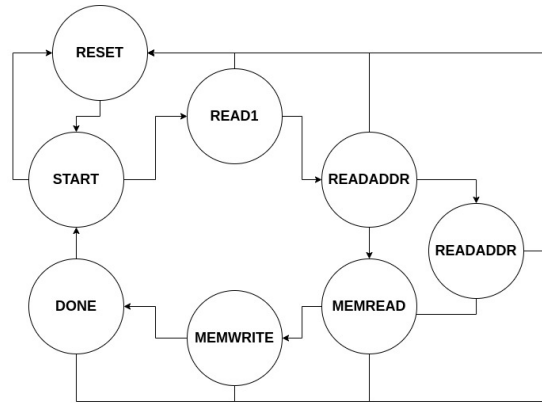 RESET
READ1
START
READADDR
READADDR
DONE
MEMREAD
MEMWRITE